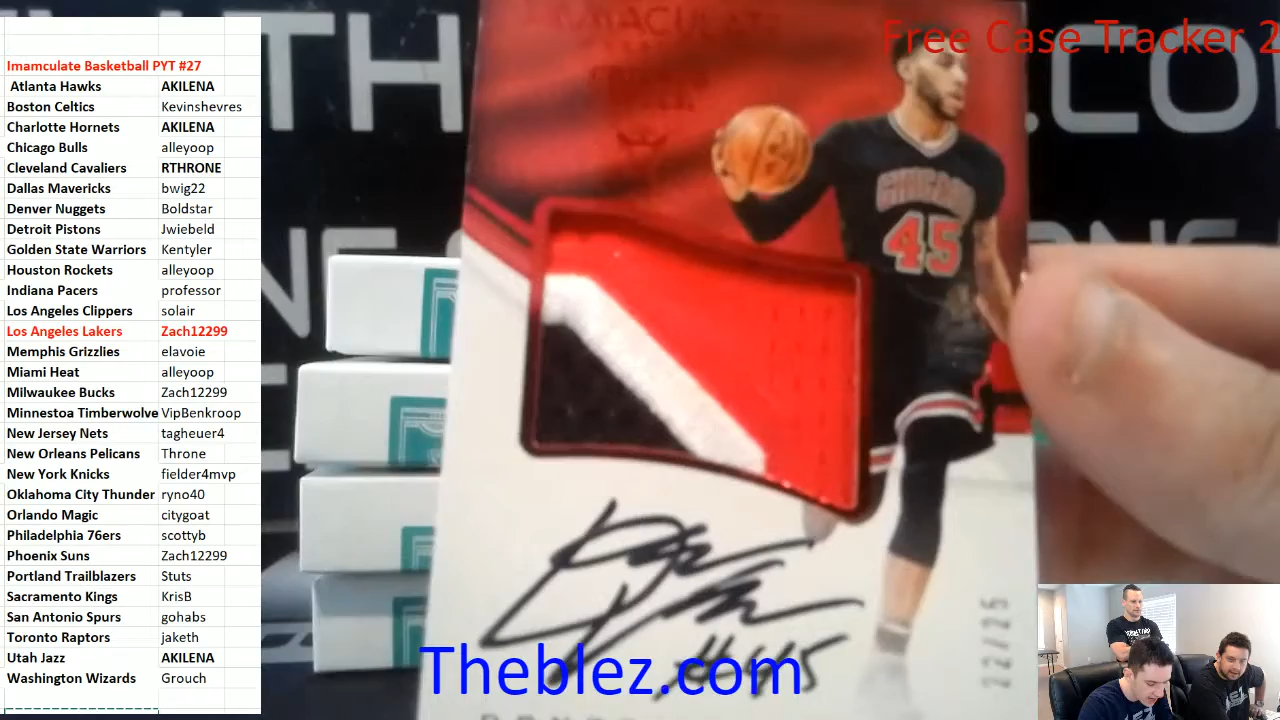 Free Case Tracker 2
Imamculate Basketball PYT #27
Atlanta Hawks AKILENA
Boston Celtics Kevinshevres
Charlotte Hornets AKILENA
Chicago Bulls alleyoop
Cleveland Cavaliers RTHRONE
Dallas Mavericks bwig22
Denver Nuggets Boldstar
Detroit Pistons Jwiebeld
Golden State Warriors Kentyler
Houston Rockets alleyoop
Indiana Pacers professor
Los Angeles Clippers solair
Los Angeles Lakers Zach12299
Memphis Grizzlies elavoie
Miami Heat alleyoop
Milwaukee Bucks Zach12299
Minnestoa Timberwolve VipBenkroop
New Jersey Nets tagheuer4
New Orleans Pelicans Throne
New York Knicks fielder4mvp
Oklahoma City Thunder ryno40
Orlando Magic citygoat
Philadelphia 76ers scottyb
Phoenix Suns Zach12299
Portland Trailblazers Stuts
Sacramento Kings KrisB
San Antonio Spurs gohabs
Toronto Raptors jaketh
Utah Jazz AKILENA
Washington Wizards Grouch
IMMACULATE
CHICAGO
45
22/25
Theblez.com
#45